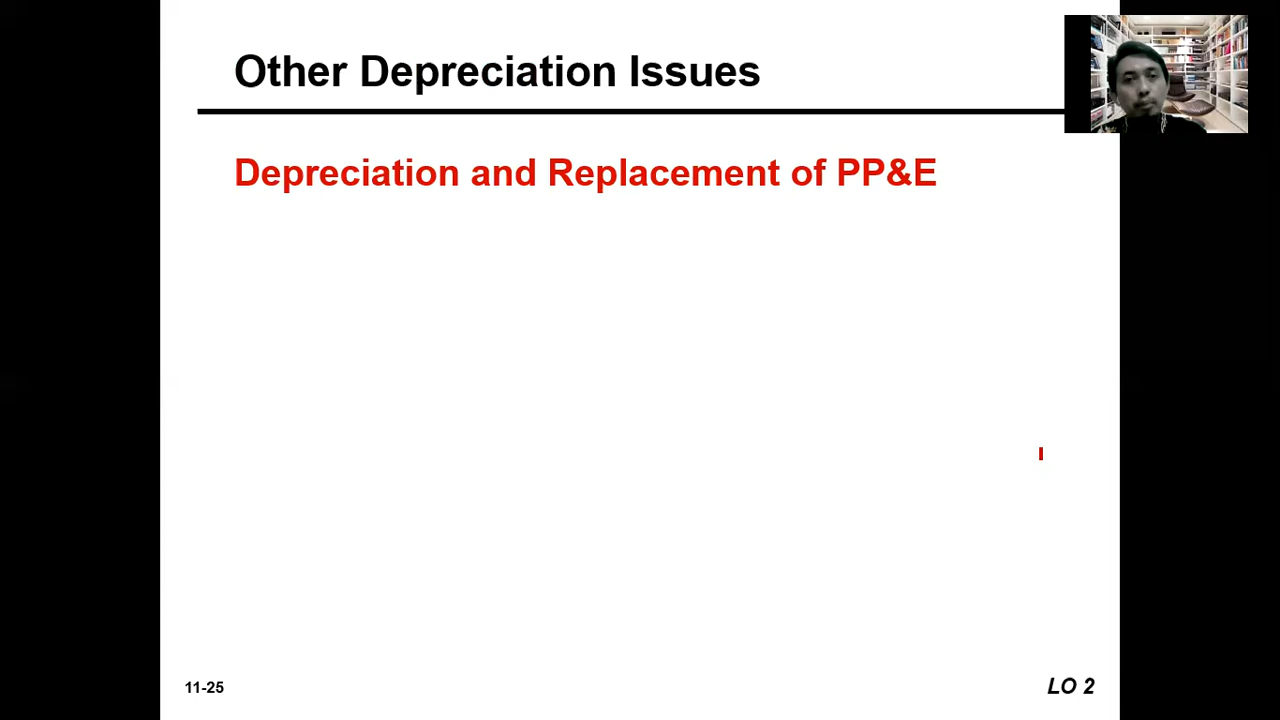 Other Depreciation Issues
Depreciation and Replacement of PP&E
11-25
LO 2